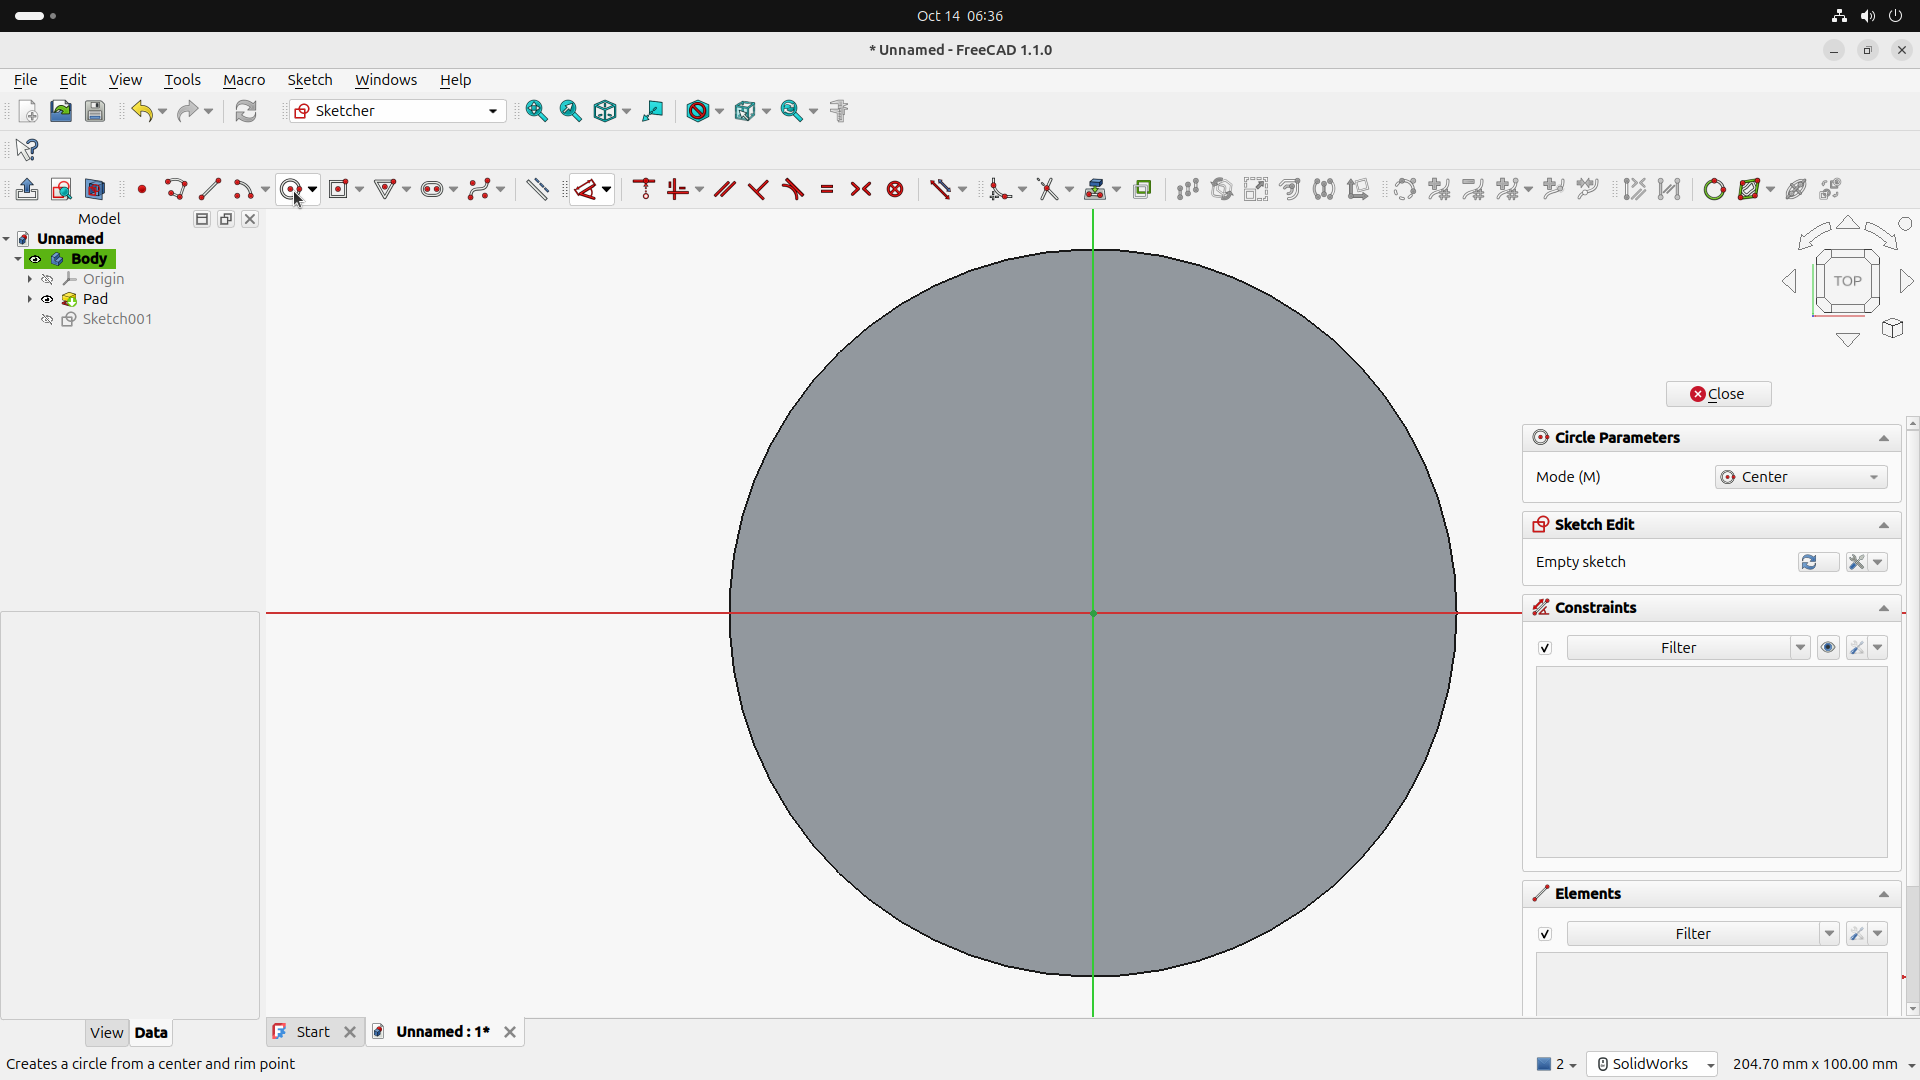 Oct 14 06:36
* Unnamed - FreeCAD 1.1.0
File Edit View Tools Macro Sketch Windows Help
Sketcher
Model
Unnamed
Body
Origin
Pad
Sketch001
TOP
Close
Circle Parameters
Mode (M) Center
Sketch Edit
Empty sketch
Constraints
Filter
Elements
Filter
View Data
Start Unnamed : 1*
Creates a circle from a center and rim point
2 SolidWorks 204.70 mm x 100.00 mm